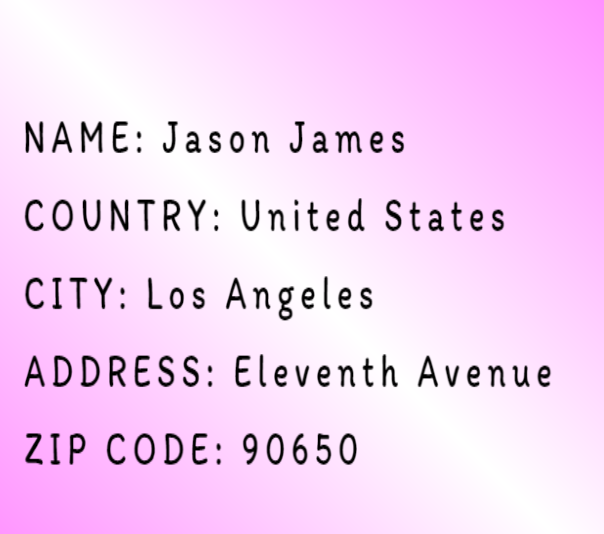 NAME: Jason James
COUNTRY: United States
CITY: Los Angeles
ADDRESS: Eleventh Avenue
ZIP CODE: 90650